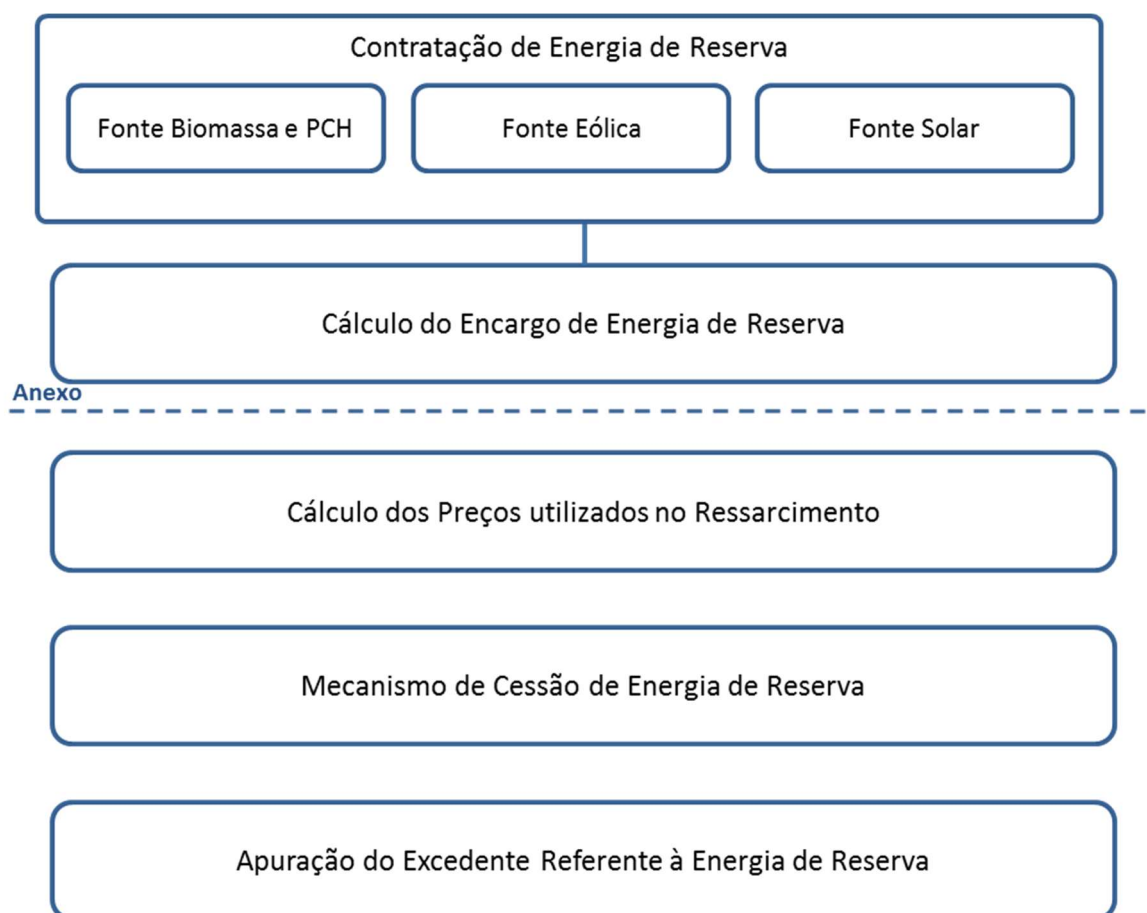 Contratação de Energia de Reserva
Fonte Biomassa e PCH
Fonte Eólica
Fonte Solar
Cálculo do Encargo de Energia de Reserva
Anexo
Cálculo dos Preços utilizados no Ressarcimento
Mecanismo de Cessão de Energia de Reserva
Apuração do Excedente Referente à Energia de Reserva